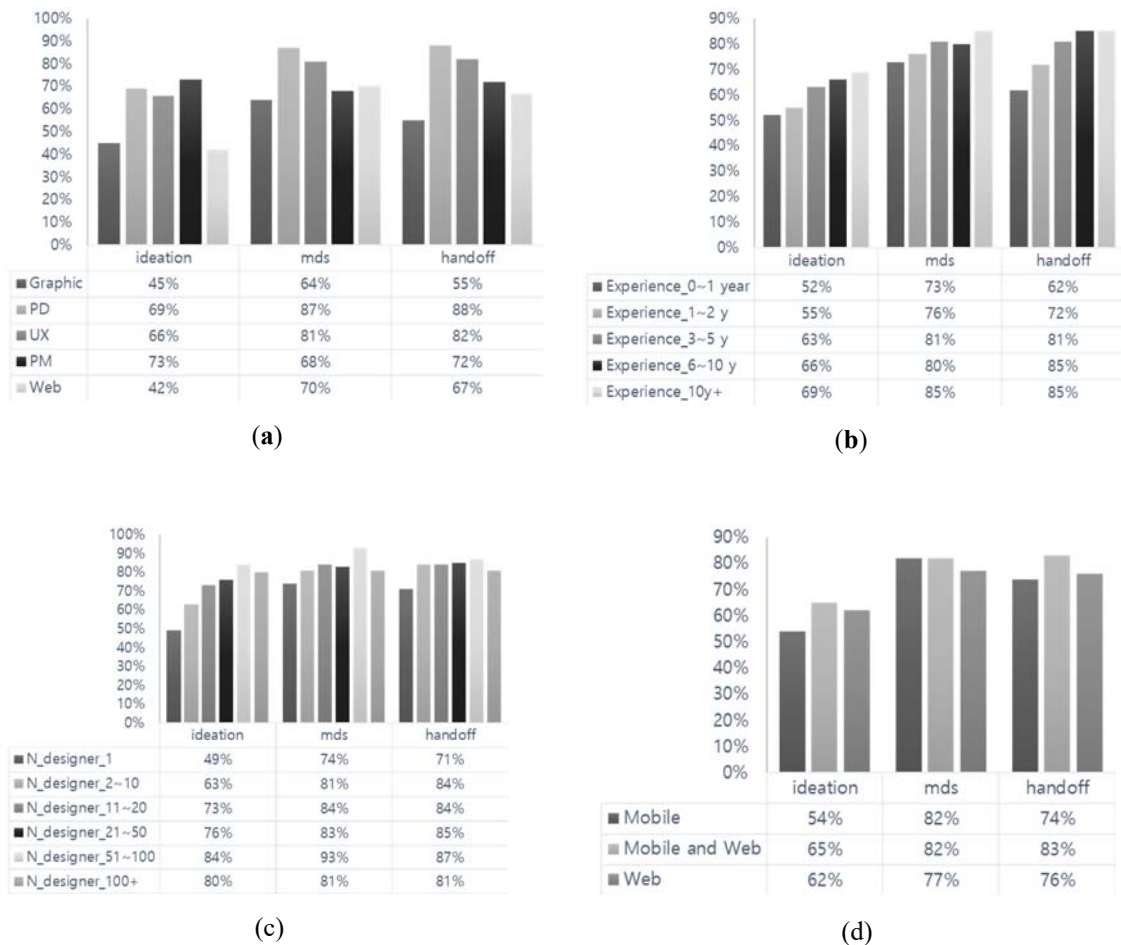 100%
90%
80%
70%
60%
50%
40%
30%
20%
10%
0%
ideation mds handoff
Graphic 45% 64% 55%
PD 69% 87% 88%
UX 66% 81% 82%
PM 73% 68% 72%
Web 42% 70% 67%
(a)
90%
80%
70%
60%
50%
40%
30%
20%
10%
0%
ideation mds handoff
Experience_0~1 year 52% 73% 62%
Experience_1~2 y 55% 76% 72%
Experience_3~5 y 63% 81% 81%
Experience_6~10 y 66% 80% 85%
Experience_10y+ 69% 85% 85%
(b)
100%
90%
80%
70%
60%
50%
40%
30%
20%
10%
0%
ideation mds handoff
N_designer_1 49% 74% 71%
N_designer_2~10 63% 81% 84%
N_designer_11~20 73% 84% 84%
N_designer_21~50 76% 83% 85%
N_designer_51~100 84% 93% 87%
N_designer_100+ 80% 81% 81%
(c)
90%
80%
70%
60%
50%
40%
30%
20%
10%
0%
ideation mds handoff
Mobile 54% 82% 74%
Mobile and Web 65% 82% 83%
Web 62% 77% 76%
(d)